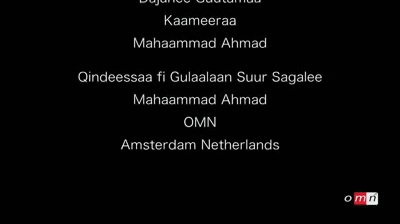 Kaameeraa
Mahaammad Ahmad
Qindeessaa fi Gulaalaan Suur Sagalee
Mahaammad Ahmad
OMN
Amsterdam Netherlands
omn